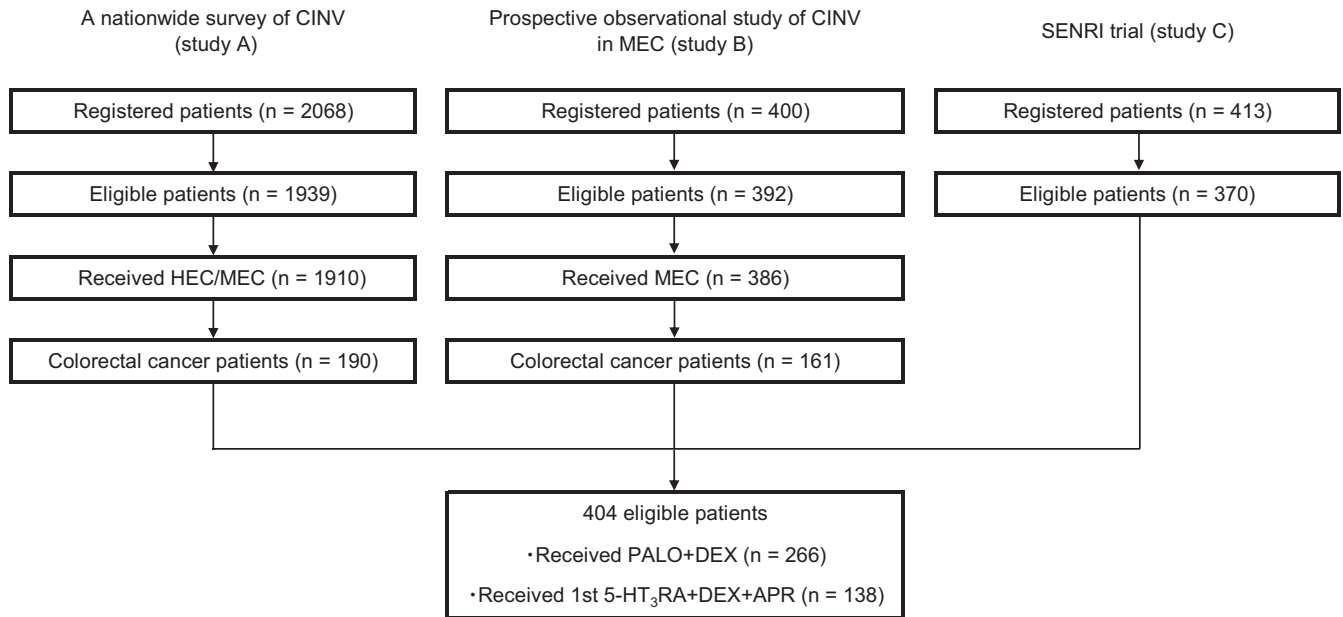 A nationwide survey of CINV
(study A)
Prospective observational study of CINV
in MEC (study B)
SENRI trial (study C)
Registered patients (n = 2068)
Registered patients (n = 400)
Registered patients (n = 413)
Eligible patients (n = 1939)
Eligible patients (n = 392)
Eligible patients (n = 370)
Received HEC/MEC (n = 1910)
Received MEC (n = 386)
Colorectal cancer patients (n = 190)
Colorectal cancer patients (n = 161)
404 eligible patients
・Received PALO+DEX (n = 266)
・Received 1st 5-HT₃RA+DEX+APR (n = 138)